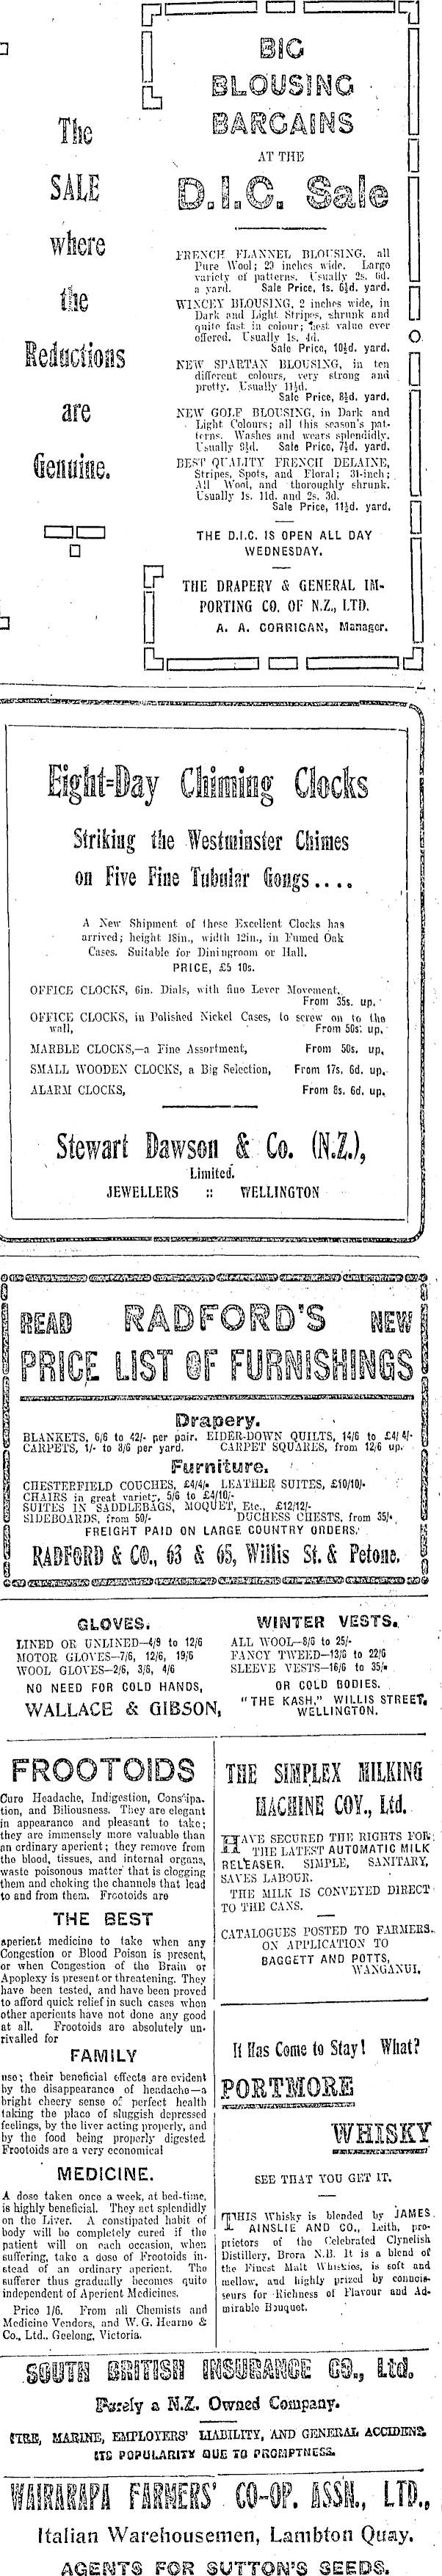 The
SALE
where
the
Reductions
are
Genuine.
BIG
BLOUSING
BARGAINS
AT THE
D.I.C. Sale
FRENCH FLANNEL BLOUSING, all
Pure Wool; 29 inches wide. Large
variety of patterns. Usually 2s. 6d.
a yard. Sale Price, 1s. 6½d. yard.
WINCEY BLOUSING, 2 inches wide, in
Dark and Light Stripes, shrunk and
quite fast in colour; best value ever
offered. Usually 1s. 4d.
Sale Price, 10½d. yard.
NEW SPARTAN BLOUSING, in ten
different colours, very strong and
pretty. Usually 11½d.
Sale Price, 8½d. yard.
NEW GOLF BLOUSING, in Dark and
Light Colours; all this season's pat-
terns. Washes and wears splendidly.
Usually 9½d. Sale Price, 7½d. yard.
BEST QUALITY FRENCH DELAINE,
Stripes, Spots, and Floral; 31-inch;
All Wool, and thoroughly shrunk.
Usually 1s. 11d. and 2s. 3d.
Sale Price, 11½d. yard.
THE D.I.C. IS OPEN ALL DAY
WEDNESDAY.
THE DRAPERY & GENERAL IM-
PORTING CO. OF N.Z., LTD.
A. A. CORRIGAN, Manager.
Eight-Day Chiming Clocks
Striking the Westminster Chimes
on Five Fine Tubular Gongs....
A New Shipment of these Excellent Clocks has
arrived; height 18in., width 12in., in Fumed Oak
Cases. Suitable for Diningroom or Hall.
PRICE, £5 10s.
OFFICE CLOCKS, 6in. Dials, with fine Lever Movement.
From 35s. up.
OFFICE CLOCKS, in Polished Nickel Cases, to screw on to the
wall, From 50s. up,
MARBLE CLOCKS,—a Fine Assortment, From 50s. up,
SMALL WOODEN CLOCKS, a Big Selection, From 17s. 6d. up,
ALARM CLOCKS, From 8s. 6d. up,
Stewart Dawson & Co. (N.Z.),
Limited.
JEWELLERS :: WELLINGTON
READ RADFORD'S NEW
PRICE LIST OF FURNISHINGS
Drapery.
BLANKETS, 6/6 to 42/- per pair. EIDER-DOWN QUILTS, 14/6 to £4/4/-
CARPETS, 1/- to 8/6 per yard. CARPET SQUARES, from 12/6 up.
Furniture.
CHESTERFIELD COUCHES, £4/4/- LEATHER SUITES, £10/10/-
CHAIRS in great variety, 5/6 to £4/10/-
SUITES IN SADDLEBAGS, MOQUET, Etc., £12/12/-
SIDEBOARDS, from 50/- DUCHESS CHESTS, from 35/-
FREIGHT PAID ON LARGE COUNTRY ORDERS.
RADFORD & CO., 63 & 65, Willis St. & Petone.
GLOVES.
LINED OR UNLINED—4/9 to 12/6
MOTOR GLOVES—7/6, 12/6, 19/6
WOOL GLOVES—2/6, 3/6, 4/6
NO NEED FOR COLD HANDS,
WALLACE & GIBSON,
WINTER VESTS.
ALL WOOL—8/6 to 25/-
FANCY TWEED—13/6 to 22/6
SLEEVE VESTS—16/6 to 35/-
OR COLD BODIES.
"THE KASH," WILLIS STREET,
WELLINGTON.
FROOTOIDS
Cure Headache, Indigestion, Constipa-
tion, and Biliousness. They are elegant
in appearance and pleasant to take;
they are immensely more valuable than
an ordinary aperient; they remove from
the blood, tissues, and internal organs,
waste poisonous matter that is clogging
them and choking the channels that lead
to and from them. Frootoids are
THE BEST
aperient medicine to take when any
Congestion or Blood Poison is present,
or when Congestion of the Brain or
Apoplexy is present or threatening. They
have been tested, and have been proved
to afford quick relief in such cases when
other aperients have not done any good
at all. Frootoids are absolutely un-
rivalled for
FAMILY
use; their beneficial effects are evident
by the disappearance of headache—a
bright cheery sense of perfect health
taking the place of sluggish depressed
feelings, by the liver acting properly, and
by the food being properly digested.
Frootoids are a very economical
MEDICINE.
A dose taken once a week, at bed-time,
is highly beneficial. They act splendidly
on the Liver. A constipated habit of
body will be completely cured if the
patient will on each occasion, when
suffering, take a dose of Frootoids in-
stead of an ordinary aperient. The
sufferer thus gradually becomes quite
independent of Aperient Medicines.
Price 1/6. From all Chemists and
Medicine Vendors, and W. G. Hearne &
Co., Ltd., Geelong, Victoria.
THE SIMPLEX MILKING
MACHINE COY., Ltd.
HAVE SECURED THE RIGHTS FOR
THE LATEST AUTOMATIC MILK
RELEASER. SIMPLE, SANITARY,
SAVES LABOUR.
THE MILK IS CONVEYED DIRECT
TO THE CANS.
CATALOGUES POSTED TO FARMERS
ON APPLICATION TO
BAGGETT AND POTTS,
WANGANUI.
It Has Come to Stay! What?
PORTMORE
WHISKY
SEE THAT YOU GET IT.
THIS Whisky is blended by JAMES
AINSLIE AND CO., Leith, pro-
prietors of the Celebrated Clynelish
Distillery, Brora N.B. It is a blend of
the Finest Malt Whiskies, is soft and
mellow, and highly prized by connois-
seurs for Richness of Flavour and Ad-
mirable Bouquet.
SOUTH BRITISH INSURANCE CO., Ltd.
Purely a N.Z. Owned Company.
FIRE, MARINE, EMPLOYERS' LIABILITY, AND GENERAL ACCIDENTS.
ITS POPULARITY DUE TO PROMPTNESS.
WAIRARAPA FARMERS' CO-OP. ASSN., LTD.,
Italian Warehousemen, Lambton Quay.
AGENTS FOR SUTTON'S SEEDS.